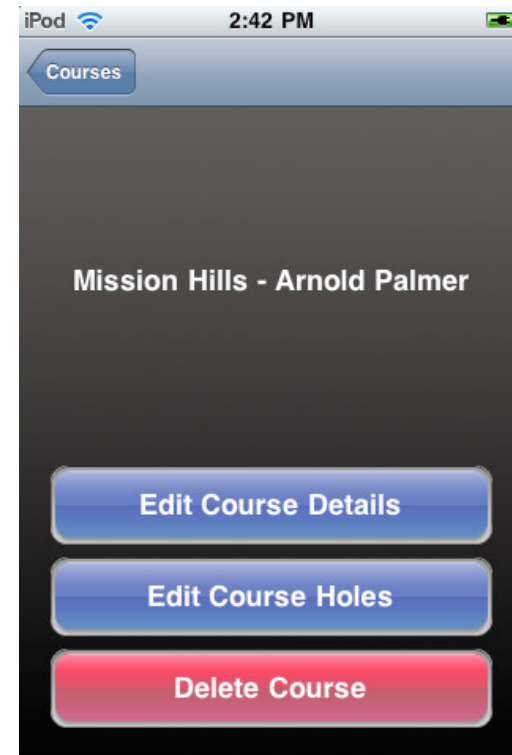 iPod 2:42 PM
Courses
Mission Hills - Arnold Palmer
Edit Course Details
Edit Course Holes
Delete Course